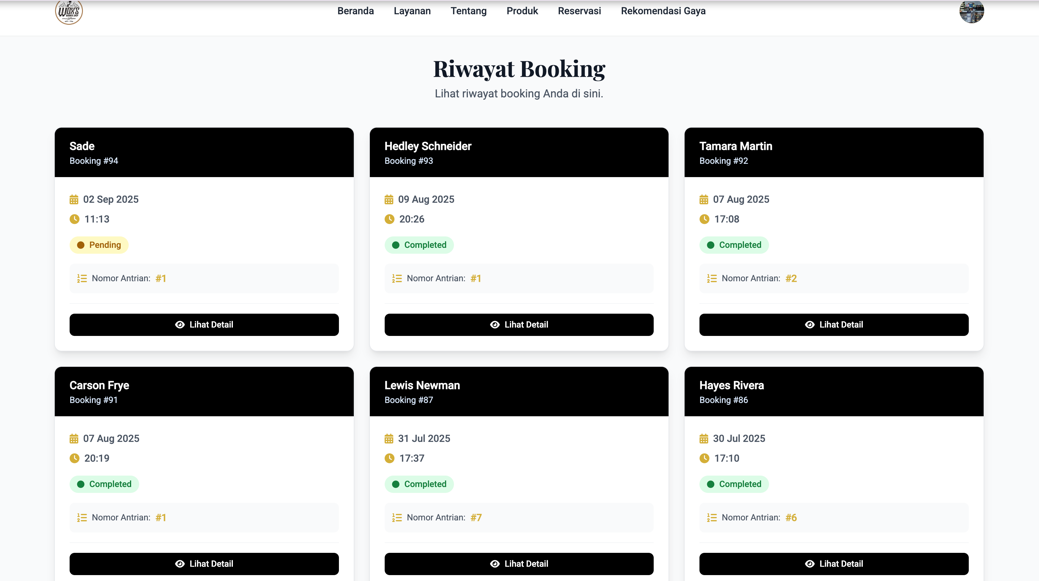 WOX'S
Beranda Layanan Tentang Produk Reservasi Rekomendasi Gaya
Riwayat Booking
Lihat riwayat booking Anda di sini.
Sade
Booking #94
02 Sep 2025
11:13
Pending
Nomor Antrian: #1
Lihat Detail
Hedley Schneider
Booking #93
09 Aug 2025
20:26
Completed
Nomor Antrian: #1
Lihat Detail
Tamara Martin
Booking #92
07 Aug 2025
17:08
Completed
Nomor Antrian: #2
Lihat Detail
Carson Frye
Booking #91
07 Aug 2025
20:19
Completed
Nomor Antrian: #1
Lihat Detail
Lewis Newman
Booking #87
31 Jul 2025
17:37
Completed
Nomor Antrian: #7
Lihat Detail
Hayes Rivera
Booking #86
30 Jul 2025
17:10
Completed
Nomor Antrian: #6
Lihat Detail